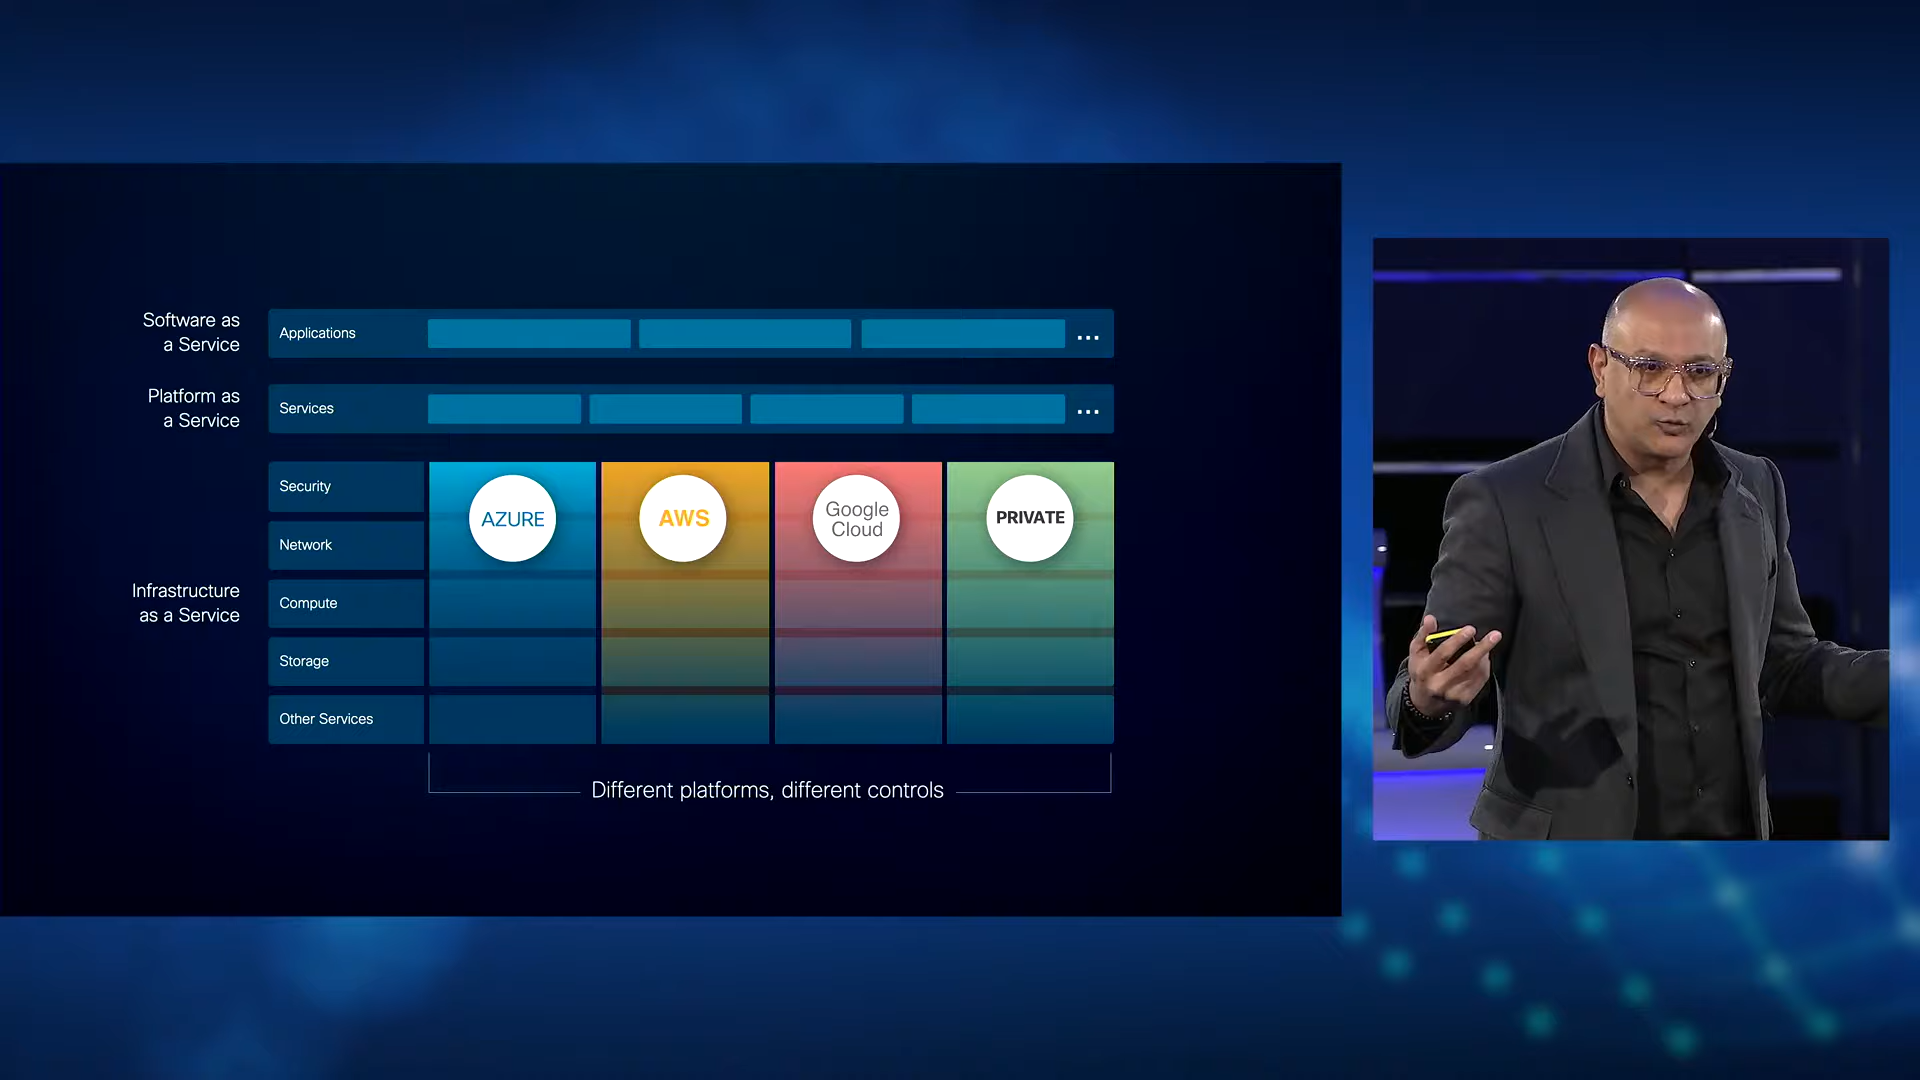 Software as
a Service
Applications
...
Platform as
a Service
Services
...
Infrastructure
as a Service
Security
Network
Compute
Storage
Other Services
AZURE
AWS
Google
Cloud
PRIVATE
Different platforms, different controls